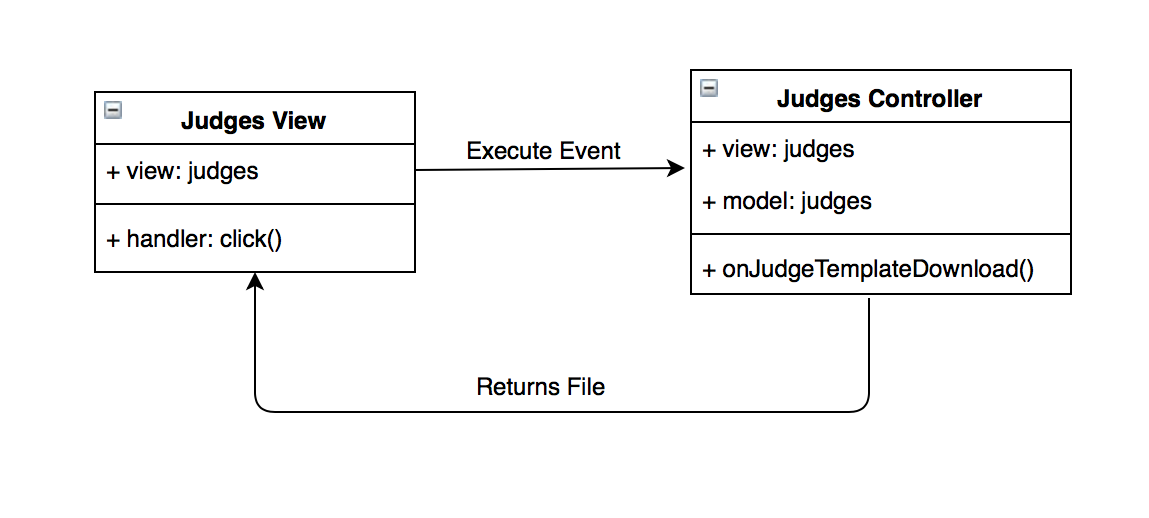 Judges View
+ view: judges
+ handler: click()
Execute Event
Judges Controller
+ view: judges
+ model: judges
+ onJudgeTemplateDownload()
Returns File